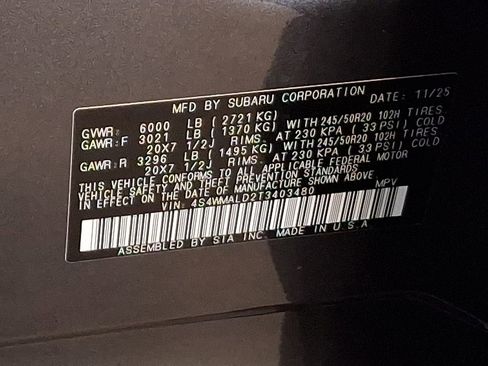 MFD BY SUBARU CORPORATION DATE: 11/25
GVWR: 6000 LB ( 2721 KG)
GAWR:F 3021 LB ( 1370 KG) WITH 245/50R20 102H TIRES
20X7 1/2J RIMS. AT 230 KPA ( 33 PSI) COLD
GAWR:R 3296 LB ( 1495 KG) WITH 245/50R20 102H TIRES
20X7 1/2J RIMS. AT 230 KPA ( 33 PSI) COLD
THIS VEHICLE CONFORMS TO ALL APPLICABLE FEDERAL MOTOR
VEHICLE SAFETY STANDARDS IN EFFECT ON THE
DATE OF MANUFACTURE SHOWN ABOVE.
VIN: 4S4WMALD2T3403480 MPV
ASSEMBLED BY SIA INC. MADE IN U.S.A